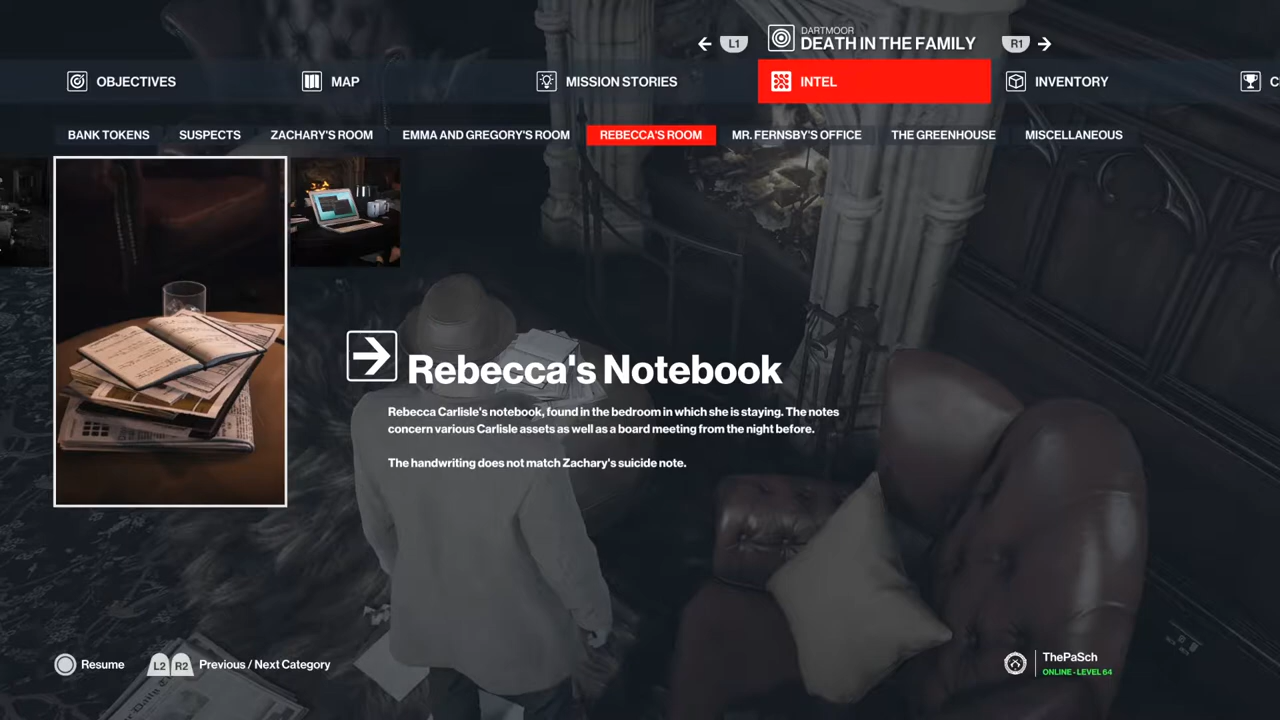 L1
DARTMOOR
DEATH IN THE FAMILY
R1
OBJECTIVES
MAP
MISSION STORIES
INTEL
INVENTORY
C
BANK TOKENS
SUSPECTS
ZACHARY'S ROOM
EMMA AND GREGORY'S ROOM
REBECCA'S ROOM
MR. FERNSBY'S OFFICE
THE GREENHOUSE
MISCELLANEOUS
Rebecca's Notebook
Rebecca Carlisle's notebook, found in the bedroom in which she is staying. The notes
concern various Carlisle assets as well as a board meeting from the night before.
The handwriting does not match Zachary's suicide note.
Resume
L2 R2 Previous / Next Category
ThePaSch
ONLINE - LEVEL 64